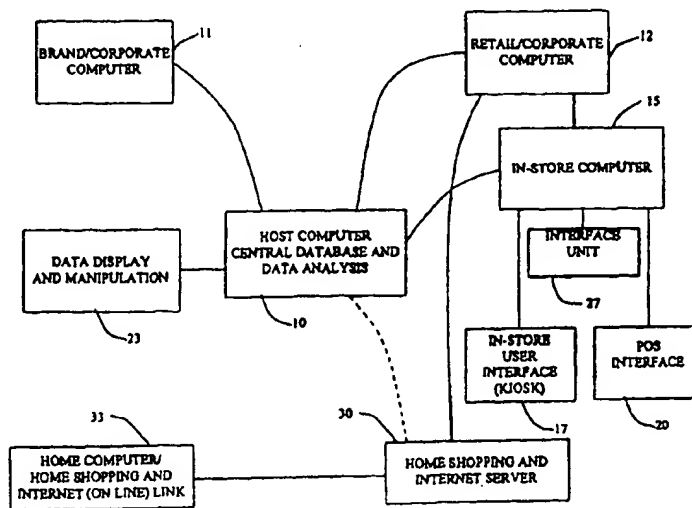 11
BRAND/CORPORATE
COMPUTER
RETAIL/CORPORATE
COMPUTER
12
15
IN-STORE COMPUTER
HOST COMPUTER
CENTRAL DATABASE AND
DATA ANALYSIS
10
DATA DISPLAY
AND MANIPULATION
23
INTERFACE
UNIT
27
IN-STORE
USER
INTERFACE
(KIOSK)
17
POS
INTERFACE
20
33
HOME COMPUTER/
HOME SHOPPING AND
INTERNET (ON LINE) LINK
30
HOME SHOPPING AND
INTERNET SERVER